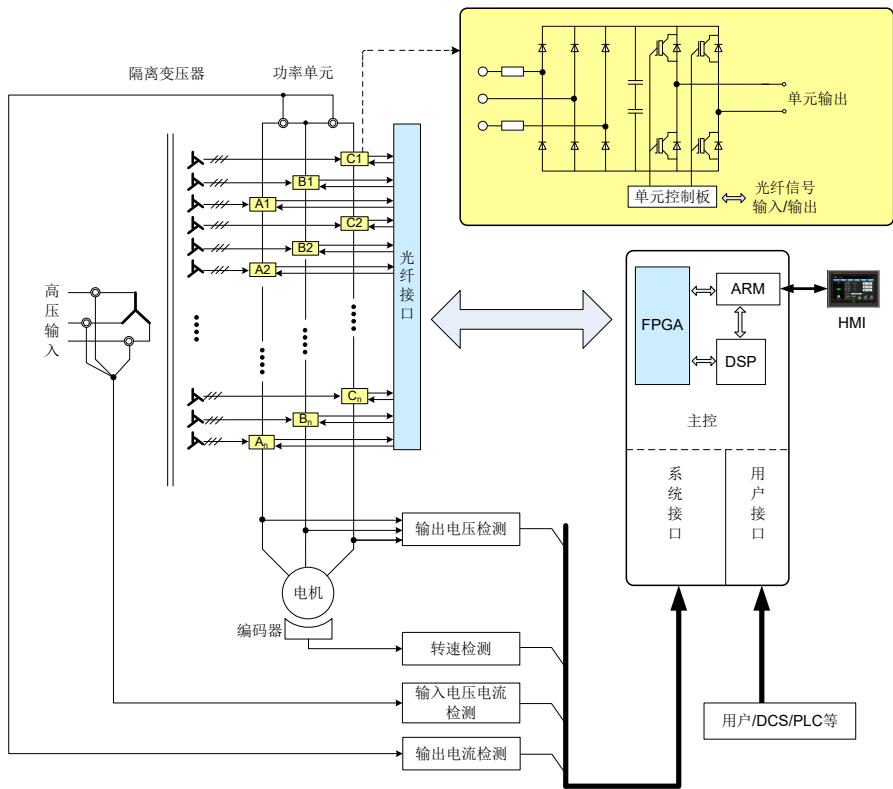 隔离变压器
功率单元
单元输出
单元控制板
光纤信号
输入/输出
C1
B1
A1
C2
B2
A2
光纤接口
高压输入
Cn
Bn
An
FPGA
ARM
DSP
HMI
主控
系统接口
用户接口
输出电压检测
电机
编码器
转速检测
输入电压电流
检测
输出电流检测
用户/DCS/PLC等